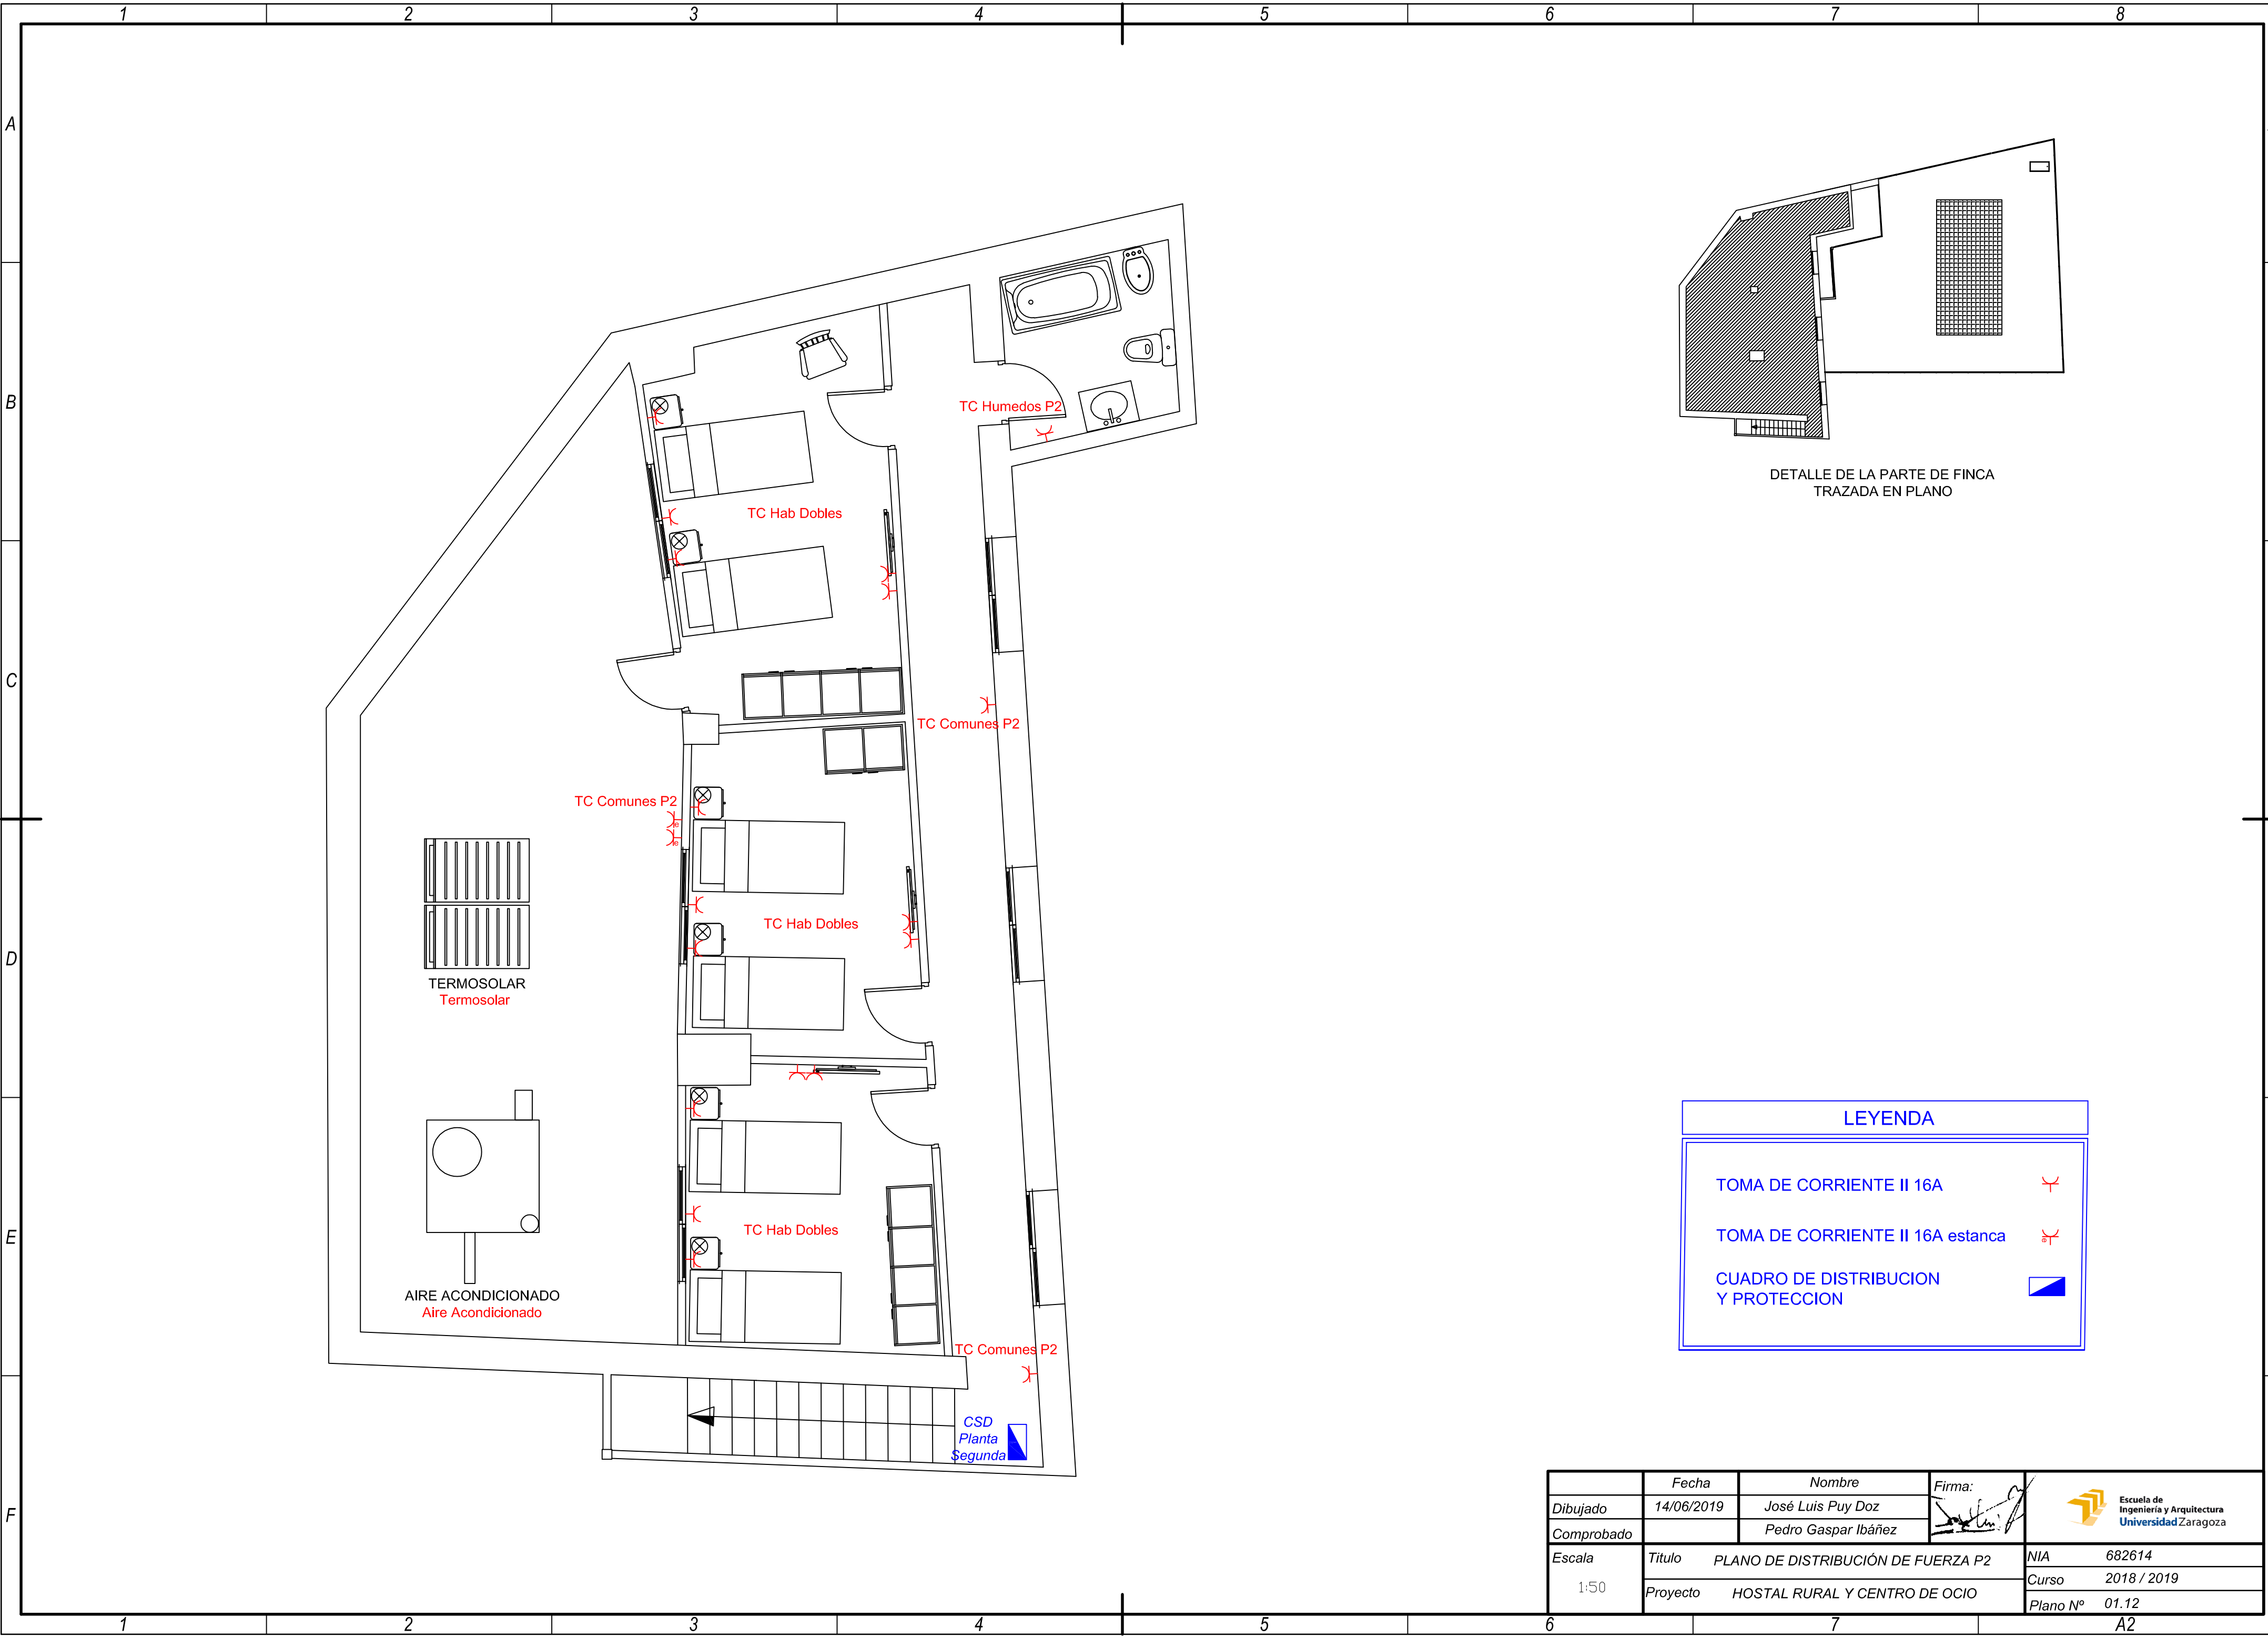 1 2 3 4 5 6 7 8
A
B
C
D
E
F
TC Humedos P2
TC Hab Dobles
TC Comunes P2
TC Comunes P2
TC Hab Dobles
TERMOSOLAR
Termosolar
TC Hab Dobles
AIRE ACONDICIONADO
Aire Acondicionado
TC Comunes P2
CSD
Planta
Segunda
DETALLE DE LA PARTE DE FINCA
TRAZADA EN PLANO
LEYENDA
TOMA DE CORRIENTE II 16A
TOMA DE CORRIENTE II 16A estanca
CUADRO DE DISTRIBUCION
Y PROTECCION
Fecha Nombre Firma:
Dibujado 14/06/2019 José Luis Puy Doz
Comprobado Pedro Gaspar Ibáñez
Escuela de
Ingeniería y Arquitectura
Universidad Zaragoza
Escala 1:50
Titulo PLANO DE DISTRIBUCIÓN DE FUERZA P2
Proyecto HOSTAL RURAL Y CENTRO DE OCIO
NIA 682614
Curso 2018 / 2019
Plano Nº 01.12
1 2 3 4 5 6 7 A2